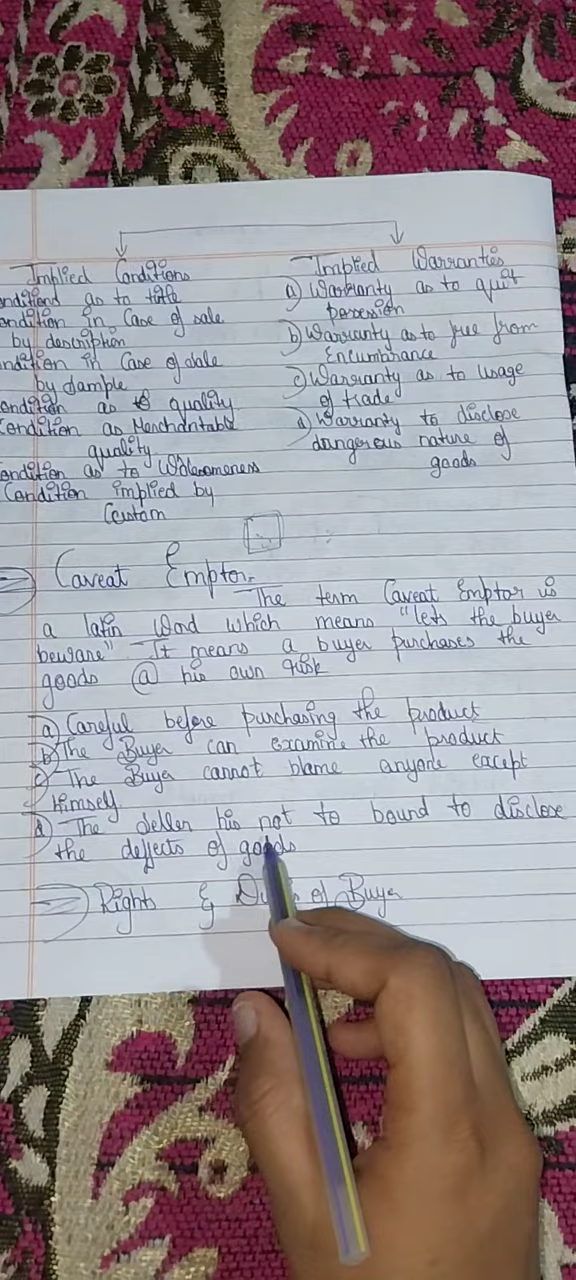 Implied Conditions
Implied Warranties
onditiond as to title
ondition in Case of sale
by description
ndition in Case of sale
by sample
ondition as to quality
Condition as Merchantable
quality
ondition as to Wolesomeness
Condition implied by
Custom
a) Warranty as to quit
possession
b) Warranty as to free from
Encumbrance
c) Warranty as to usage
of trade
d) Warranty to disclose
dangerous nature of
goods
Caveat Emptor-
The term Caveat Emptor is
a latin Word which means "lets the buyer
beware" It means a buyer purchases the
goods @ his own risk
a) Careful before purchasing the product
b) The Buyer can examine the product
c) The Buyer cannot blame anyone except
himself
d) The seller his not to bound to disclose
the deffects of goods
Right & of Buyer